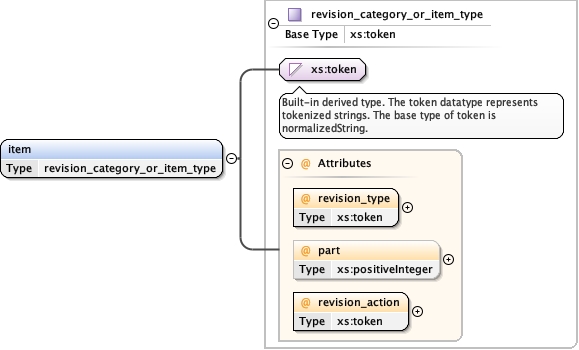 revision_category_or_item_type
Base Type xs:token
xs:token
Built-in derived type. The token datatype represents
tokenized strings. The base type of token is
normalizedString.
item
Type revision_category_or_item_type
@ Attributes
@ revision_type
Type xs:token
@ part
Type xs:positiveInteger
@ revision_action
Type xs:token